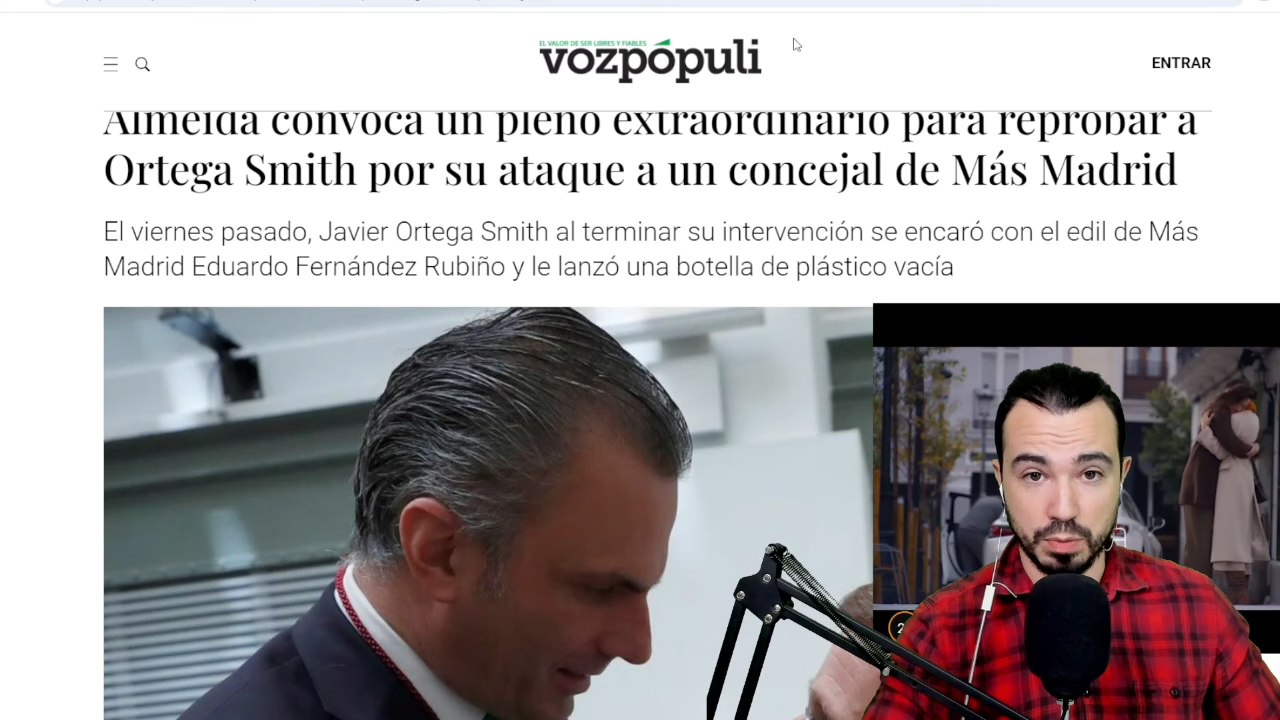 EL VALOR DE SER LIBRES Y FIABLES
vozpópuli
ENTRAR
Almeida convoca un pleno extraordinario para reprobar a
Ortega Smith por su ataque a un concejal de Más Madrid
El viernes pasado, Javier Ortega Smith al terminar su intervención se encaró con el edil de Más
Madrid Eduardo Fernández Rubiño y le lanzó una botella de plástico vacía